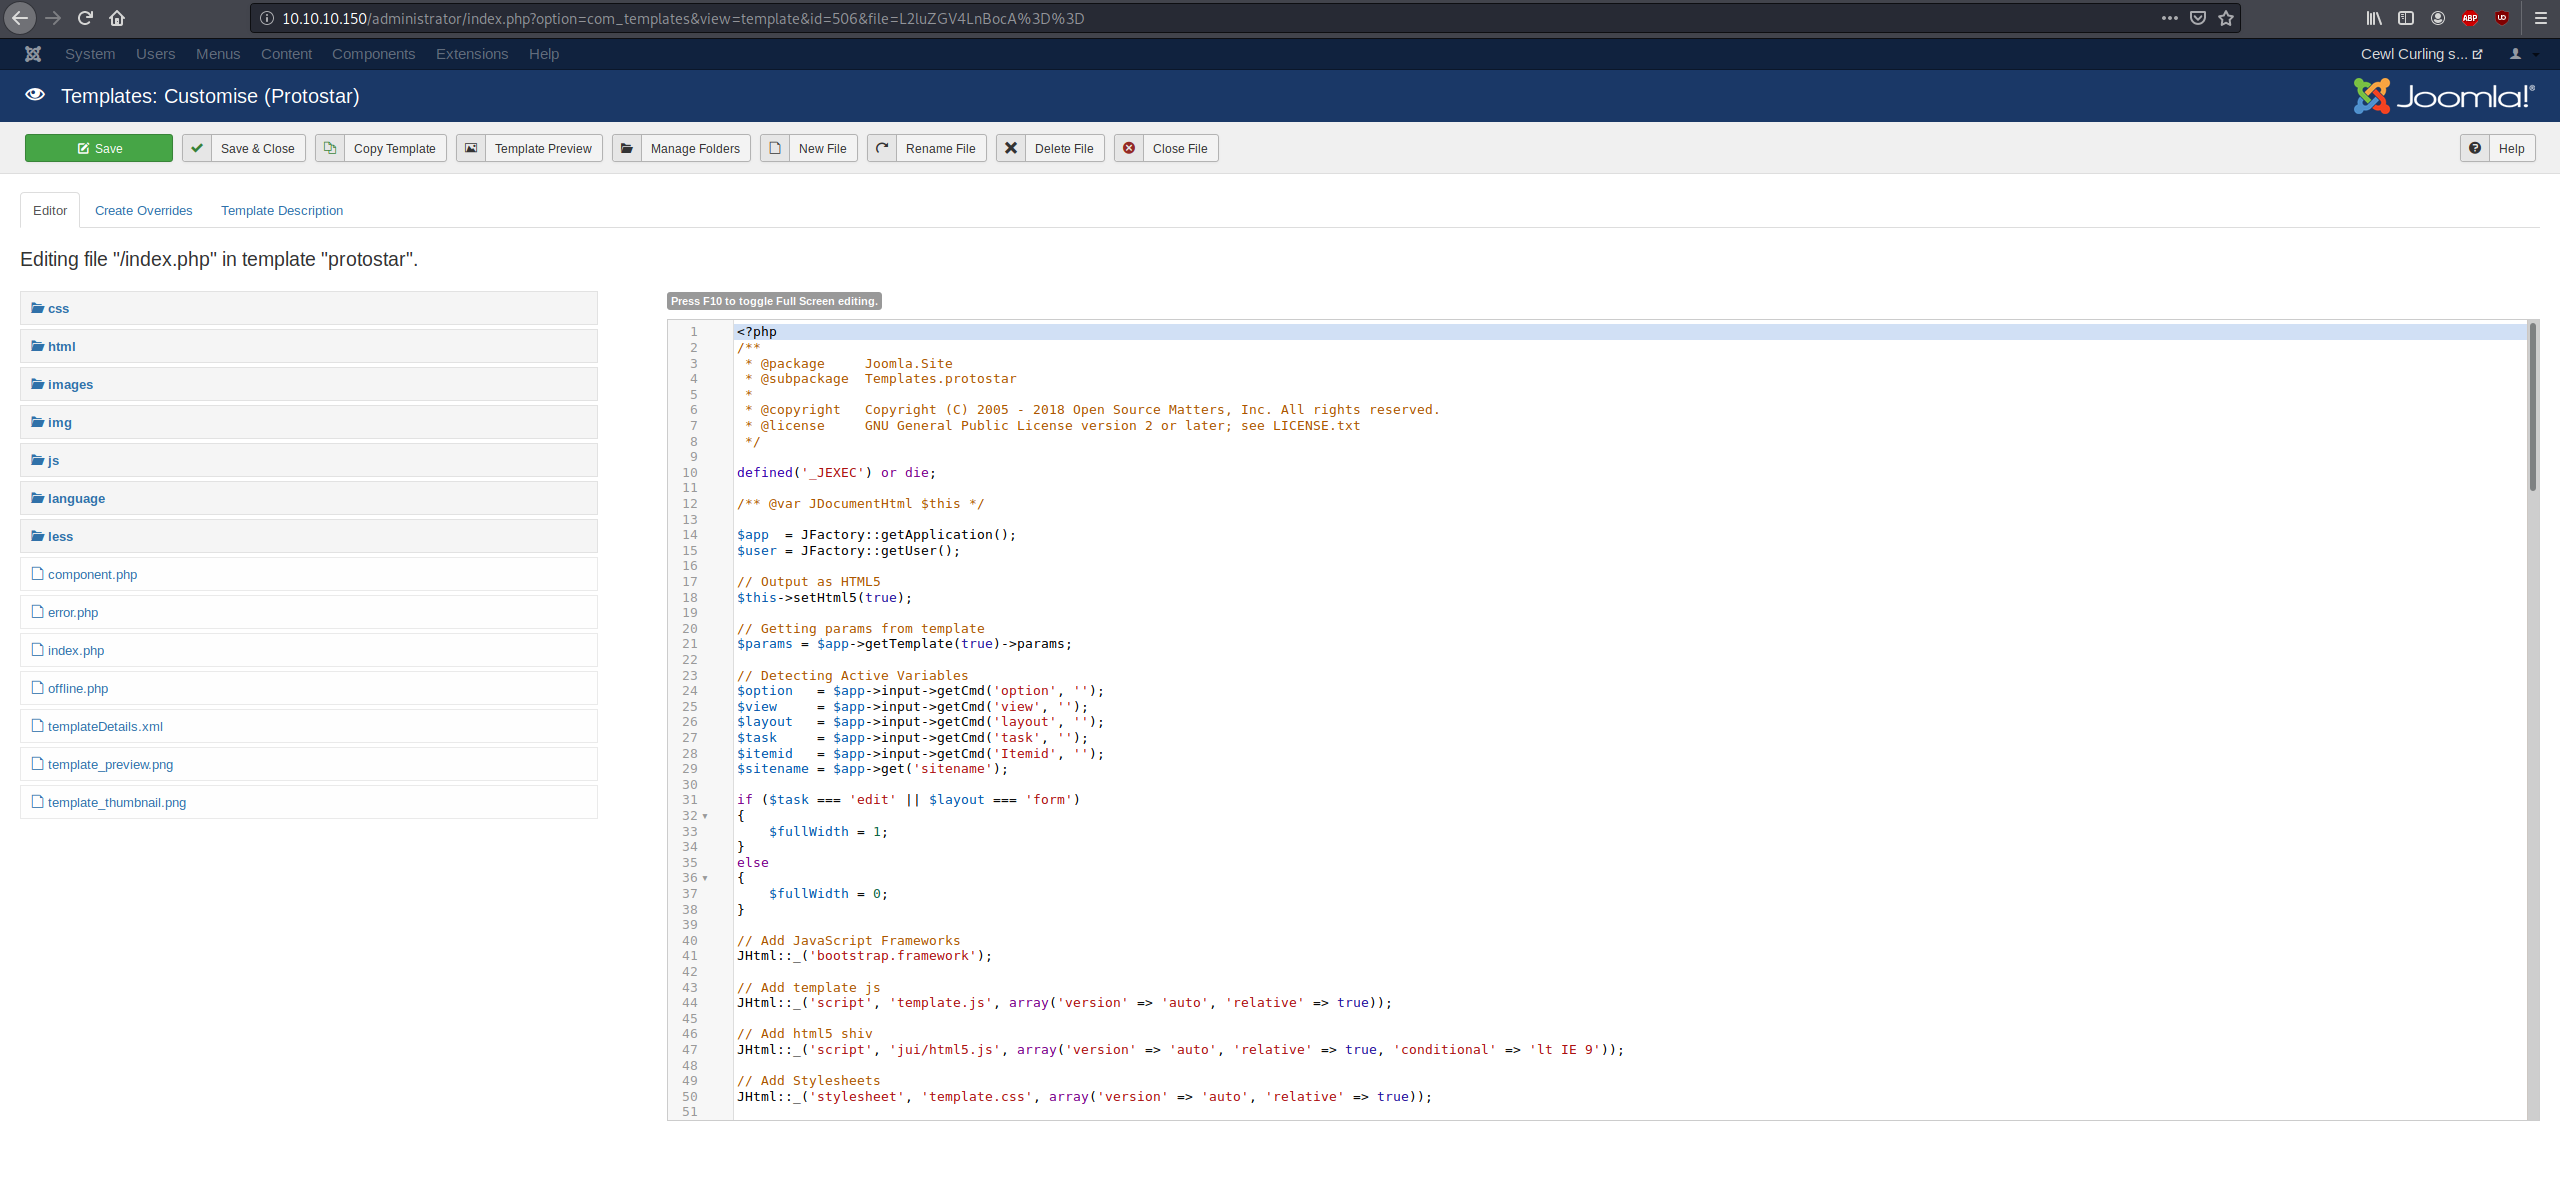 10.10.10.150/administrator/index.php?option=com_templates&view=template&id=506&file=L2luZGV4LnBocA%3D%3D
ABP
UD
System Users Menus Content Components Extensions Help
Cewl Curling s...
Templates: Customise (Protostar)
Joomla!®
Save
Save & Close
Copy Template
Template Preview
Manage Folders
New File
Rename File
Delete File
Close File
Help
Editor
Create Overrides
Template Description
Editing file "/index.php" in template "protostar".
css
html
images
img
js
language
less
component.php
error.php
index.php
offline.php
templateDetails.xml
template_preview.png
template_thumbnail.png
Press F10 to toggle Full Screen editing.
1 <?php
2 /**
3  * @package     Joomla.Site
4  * @subpackage  Templates.protostar
5  *
6  * @copyright   Copyright (C) 2005 - 2018 Open Source Matters, Inc. All rights reserved.
7  * @license     GNU General Public License version 2 or later; see LICENSE.txt
8  */
9
10 defined('_JEXEC') or die;
11
12 /** @var JDocumentHtml $this */
13
14 $app  = JFactory::getApplication();
15 $user = JFactory::getUser();
16
17 // Output as HTML5
18 $this->setHtml5(true);
19
20 // Getting params from template
21 $params = $app->getTemplate(true)->params;
22
23 // Detecting Active Variables
24 $option   = $app->input->getCmd('option', '');
25 $view     = $app->input->getCmd('view', '');
26 $layout   = $app->input->getCmd('layout', '');
27 $task     = $app->input->getCmd('task', '');
28 $itemid   = $app->input->getCmd('Itemid', '');
29 $sitename = $app->get('sitename');
30
31 if ($task === 'edit' || $layout === 'form')
32 {
33     $fullWidth = 1;
34 }
35 else
36 {
37     $fullWidth = 0;
38 }
39
40 // Add JavaScript Frameworks
41 JHtml::_('bootstrap.framework');
42
43 // Add template js
44 JHtml::_('script', 'template.js', array('version' => 'auto', 'relative' => true));
45
46 // Add html5 shiv
47 JHtml::_('script', 'jui/html5.js', array('version' => 'auto', 'relative' => true, 'conditional' => 'lt IE 9'));
48
49 // Add Stylesheets
50 JHtml::_('stylesheet', 'template.css', array('version' => 'auto', 'relative' => true));
51